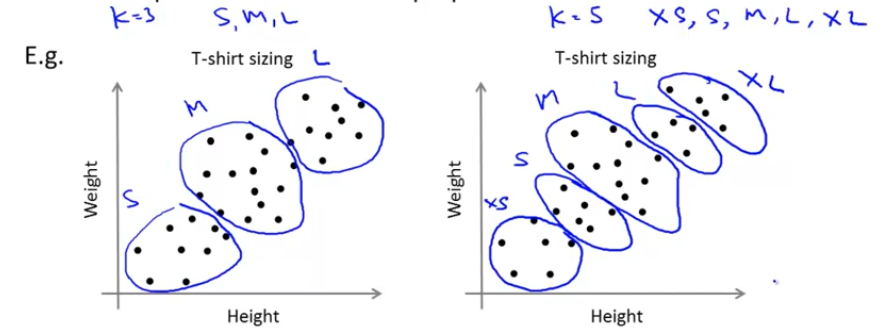 K=3 S, M, L
K=5 XS, S, M, L, XL
E.g.
T-shirt sizing
L
M
S
Weight
Height
T-shirt sizing
XL
L
M
S
XS
Weight
Height